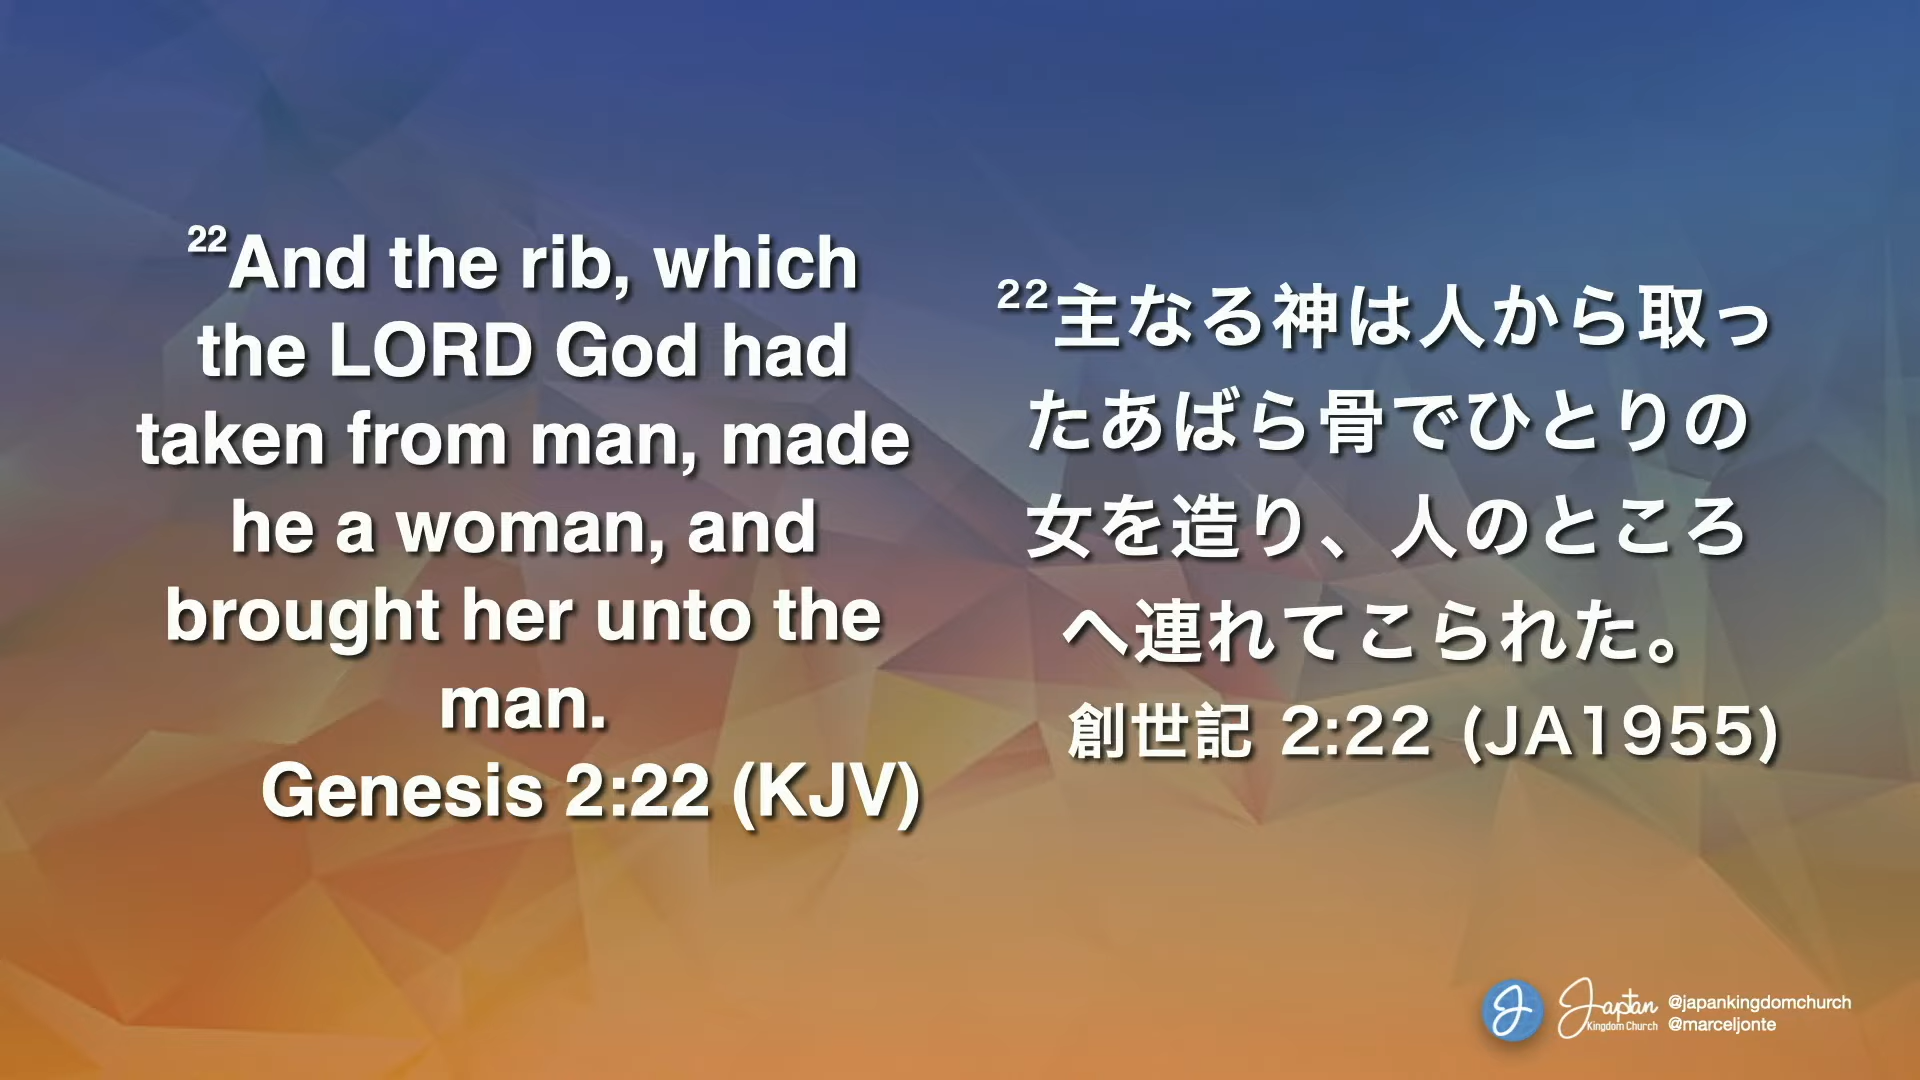 22And the rib, which
the LORD God had
taken from man, made
he a woman, and
brought her unto the
man.
Genesis 2:22 (KJV)
22主なる神は人から取っ
たあばら骨でひとりの
女を造り、人のところ
へ連れてこられた。
創世記 2:22 (JA1955)
Japan
Kingdom Church
@japankingdomchurch
@marceljonte